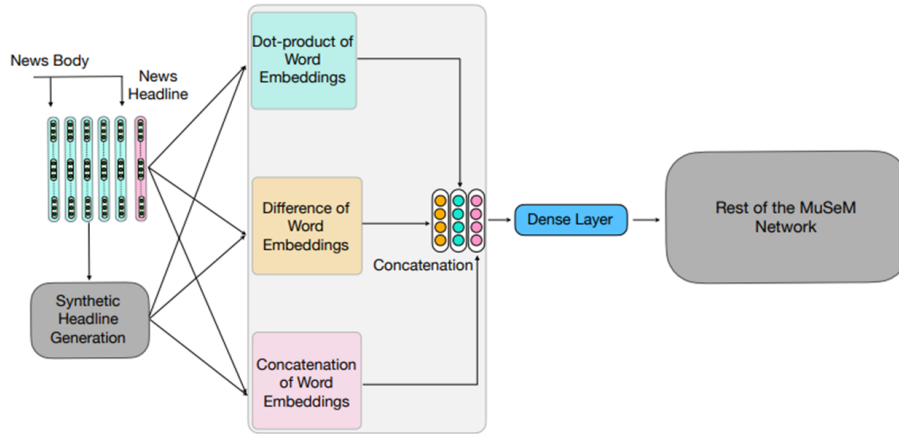 News Body
News
Headline
Synthetic
Headline
Generation
Dot-product of
Word
Embeddings
Difference of
Word
Embeddings
Concatenation
of Word
Embeddings
Concatenation
Dense Layer
Rest of the MuSeM
Network